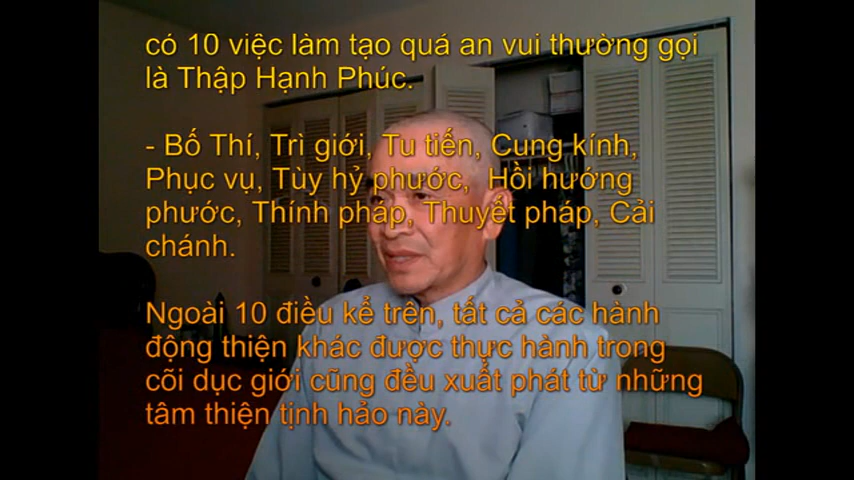 có 10 việc làm tạo quá an vui thường gọi
là Thập Hạnh Phúc.
- Bố Thí, Trì giới, Tu tiến, Cung kính,
Phục vụ, Tùy hỷ phước, Hồi hướng
phước, Thính pháp, Thuyết pháp, Cải
chánh.
Ngoài 10 điều kể trên, tất cả các hành
động thiện khác được thực hành trong
cõi dục giới cũng đều xuất phát từ những
tâm thiện tịnh hảo này.